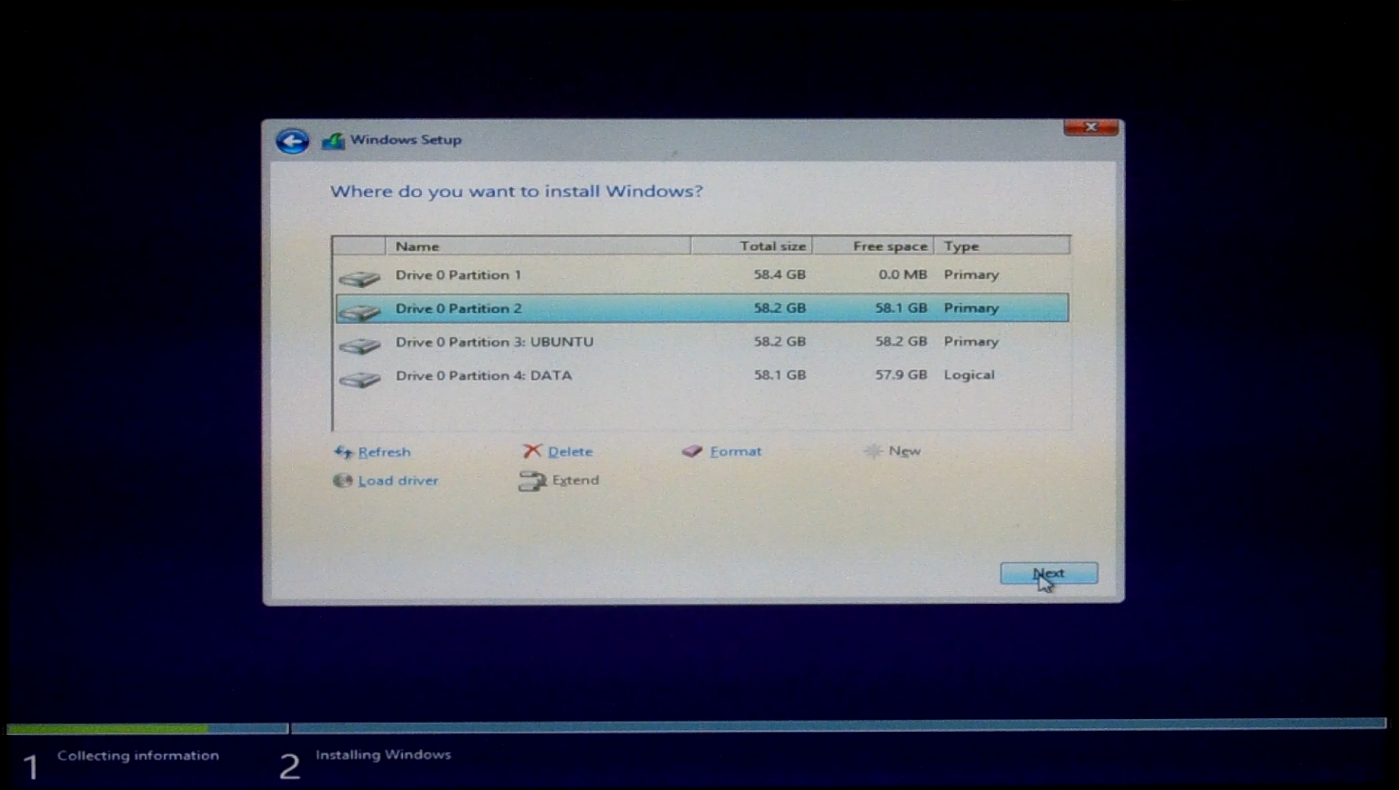 Windows Setup
Where do you want to install Windows?
Name Total size Free space Type
Drive 0 Partition 1 58.4 GB 0.0 MB Primary
Drive 0 Partition 2 58.2 GB 58.1 GB Primary
Drive 0 Partition 3: UBUNTU 58.2 GB 58.2 GB Primary
Drive 0 Partition 4: DATA 58.1 GB 57.9 GB Logical
Refresh Delete Format New
Load driver Extend
Next
1 Collecting information 2 Installing Windows